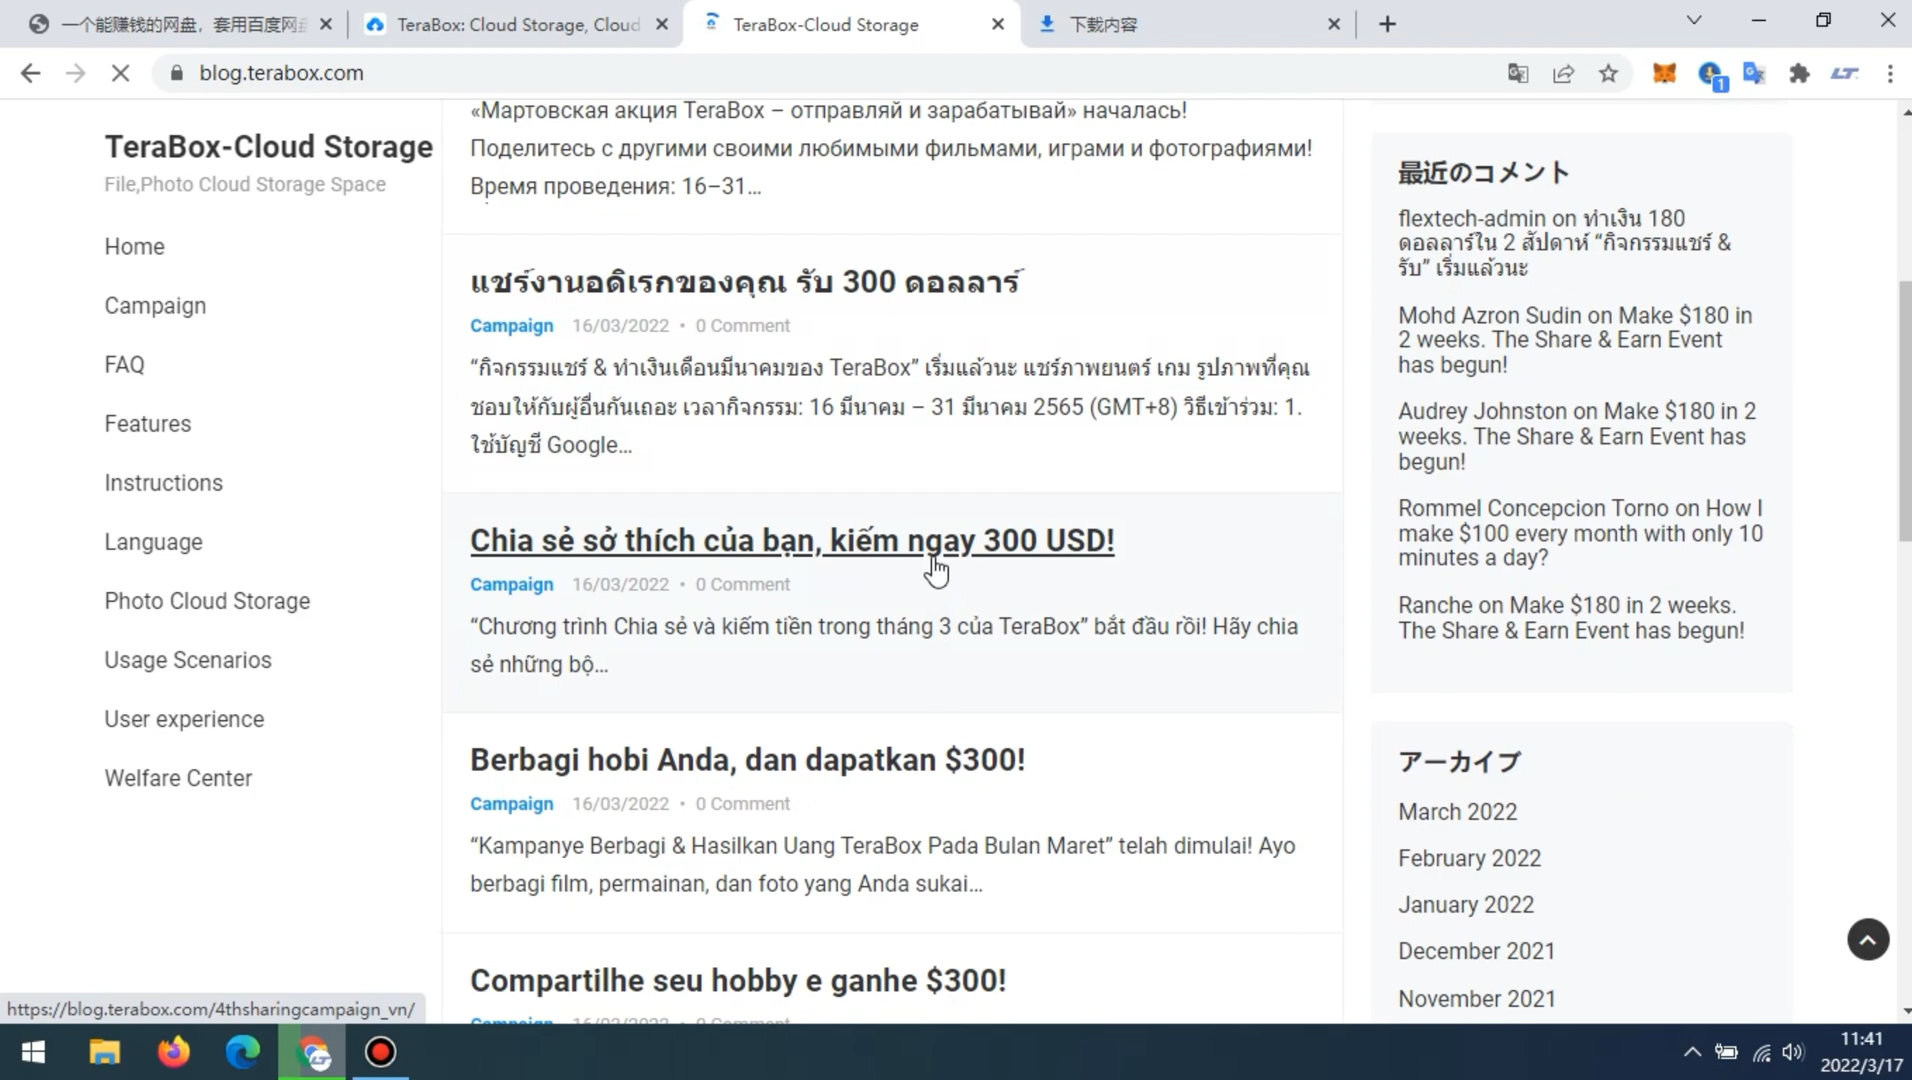 一个能赚钱的网盘，套用百度网盘
TeraBox: Cloud Storage, Cloud
TeraBox-Cloud Storage
下载内容
blog.terabox.com
1
TeraBox-Cloud Storage
File,Photo Cloud Storage Space
Home
Campaign
FAQ
Features
Instructions
Language
Photo Cloud Storage
Usage Scenarios
User experience
Welfare Center
«Мартовская акция TeraBox – отправляй и зарабатывай» началась!
Поделитесь с другими своими любимыми фильмами, играми и фотографиями!
Время проведения: 16–31...
แชร์งานอดิเรกของคุณ รับ 300 ดอลลาร์
Campaign 16/03/2022 • 0 Comment
“กิจกรรมแชร์ & ทำเงินเดือนมีนาคมของ TeraBox” เริ่มแล้วนะ แชร์ภาพยนตร์ เกม รูปภาพที่คุณ
ชอบให้กับผู้อื่นกันเถอะ เวลากิจกรรม: 16 มีนาคม – 31 มีนาคม 2565 (GMT+8) วิธีเข้าร่วม: 1.
ใช้บัญชี Google...
Chia sẻ sở thích của bạn, kiếm ngay 300 USD!
Campaign 16/03/2022 • 0 Comment
“Chương trình Chia sẻ và kiếm tiền trong tháng 3 của TeraBox” bắt đầu rồi! Hãy chia
sẻ những bộ...
Berbagi hobi Anda, dan dapatkan $300!
Campaign 16/03/2022 • 0 Comment
“Kampanye Berbagi & Hasilkan Uang TeraBox Pada Bulan Maret” telah dimulai! Ayo
berbagi film, permainan, dan foto yang Anda sukai...
Compartilhe seu hobby e ganhe $300!
Campaign 16/03/2022 • 0 Comment
最近のコメント
flextech-admin on ทำเงิน 180
ดอลลาร์ใน 2 สัปดาห์ “กิจกรรมแชร์ &
รับ” เริ่มแล้วนะ
Mohd Azron Sudin on Make $180 in
2 weeks. The Share & Earn Event
has begun!
Audrey Johnston on Make $180 in 2
weeks. The Share & Earn Event has
begun!
Rommel Concepcion Torno on How I
make $100 every month with only 10
minutes a day?
Ranche on Make $180 in 2 weeks.
The Share & Earn Event has begun!
アーカイブ
March 2022
February 2022
January 2022
December 2021
November 2021
https://blog.terabox.com/4thsharingcampaign_vn/
11:41
2022/3/17